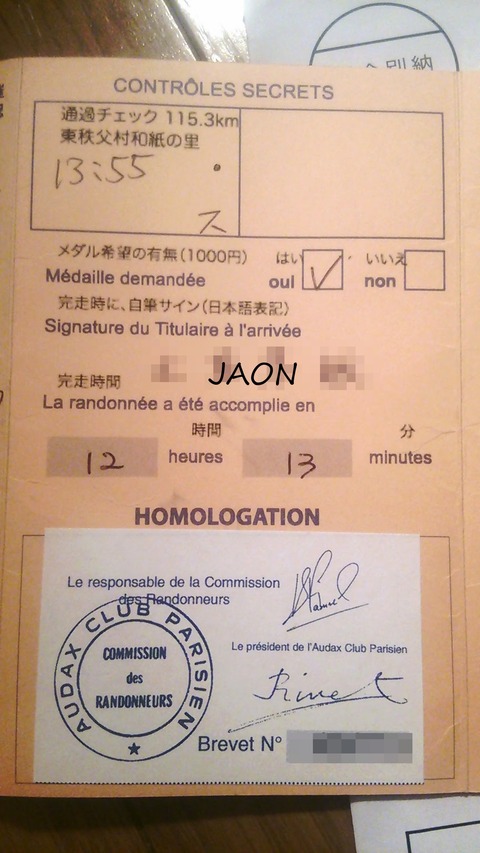 別納
CONTRÔLES SECRETS
通過チェック 115.3km
東秩父村和紙の里
13:55
ス
メダル希望の有無(1000円) はい いいえ
Médaille demandée oui non
完走時に、自筆サイン(日本語表記)
Signature du Titulaire à l'arrivée
JAON
完走時間
La randonnée a été accomplie en
時間 分
12 heures 13 minutes
HOMOLOGATION
Le responsable de la Commission
des Randonneurs
AUDAX CLUB PARISIEN
COMMISSION
des
RANDONNEURS
Le président de l'Audax Club Parisien
Brevet N°